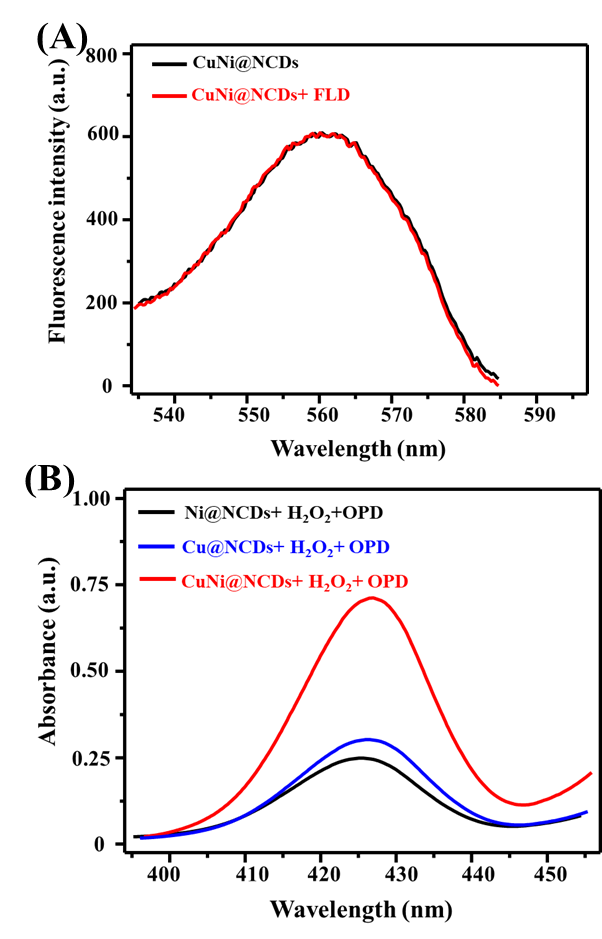 (A)
800
600
400
200
0
Fluorescence intensity (a.u.)
CuNi@NCDs
CuNi@NCDs+ FLD
540 550 560 570 580 590
Wavelength (nm)
(B)
1.00
0.75
0.50
0.25
0
Absorbance (a.u.)
Ni@NCDs+ H₂O₂+OPD
Cu@NCDs+ H₂O₂+ OPD
CuNi@NCDs+ H₂O₂+ OPD
400 410 420 430 440 450
Wavelength (nm)